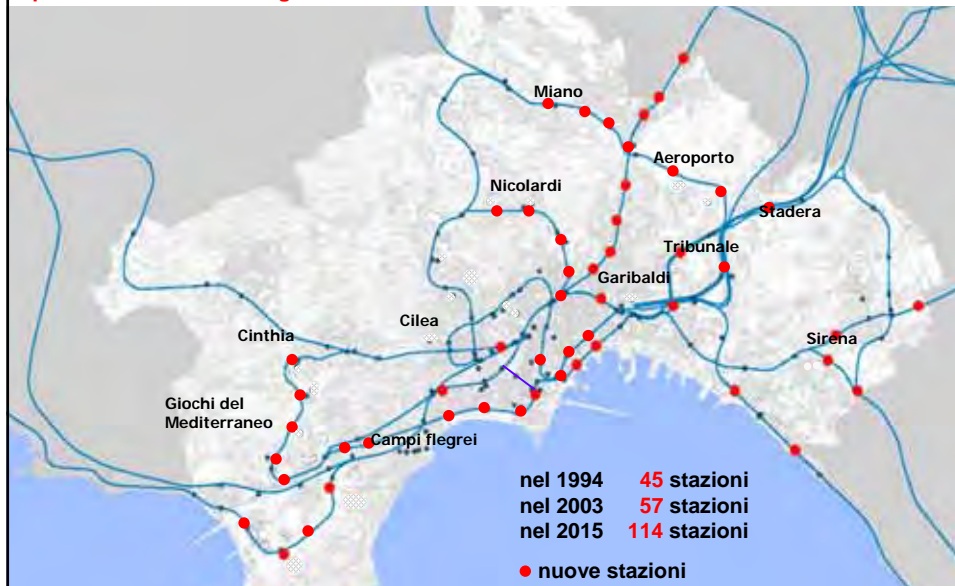 Miano
Aeroporto
Nicolardi
Stadera
Tribunale
Garibaldi
Cilea
Cinthia
Sirena
Giochi del
Mediterraneo
Campi flegrei
nel 1994 45 stazioni
nel 2003 57 stazioni
nel 2015 114 stazioni
nuove stazioni